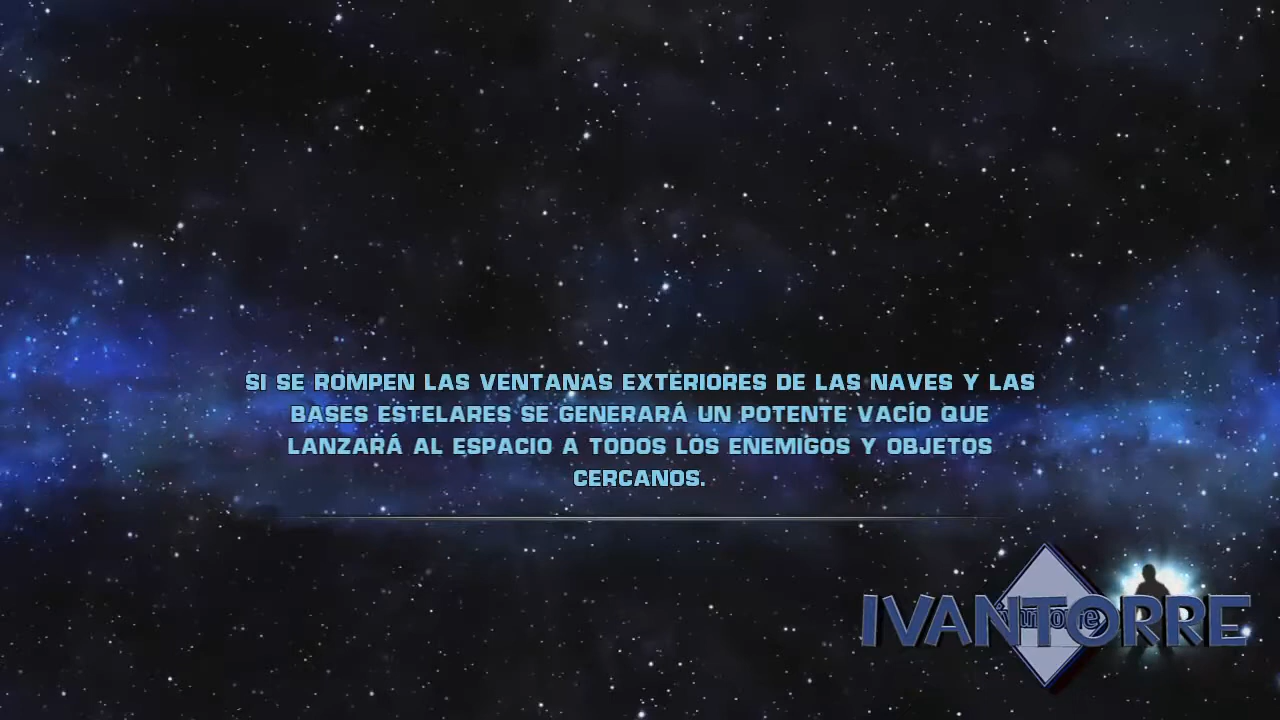 SI SE ROMPEN LAS VENTANAS EXTERIORES DE LAS NAVES Y LAS
BASES ESTELARES SE GENERARÁ UN POTENTE VACÍO QUE
LANZARÁ AL ESPACIO A TODOS LOS ENEMIGOS Y OBJETOS
CERCANOS.
IVANTORRE